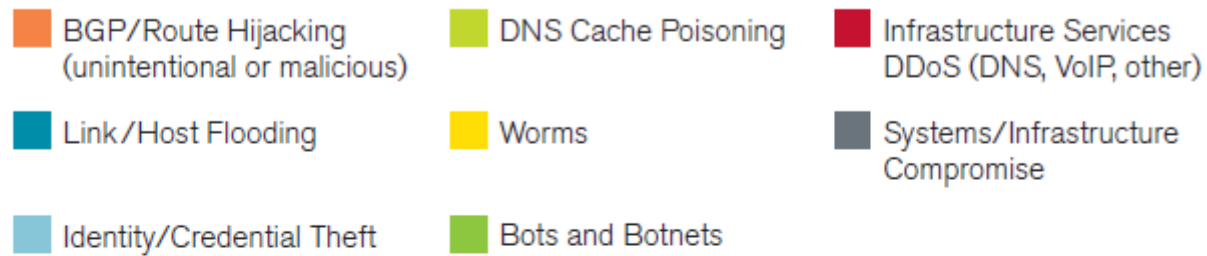 BGP/Route Hijacking
(unintentional or malicious)
DNS Cache Poisoning
Infrastructure Services
DDoS (DNS, VoIP, other)
Link/Host Flooding
Worms
Systems/Infrastructure
Compromise
Identity/Credential Theft
Bots and Botnets